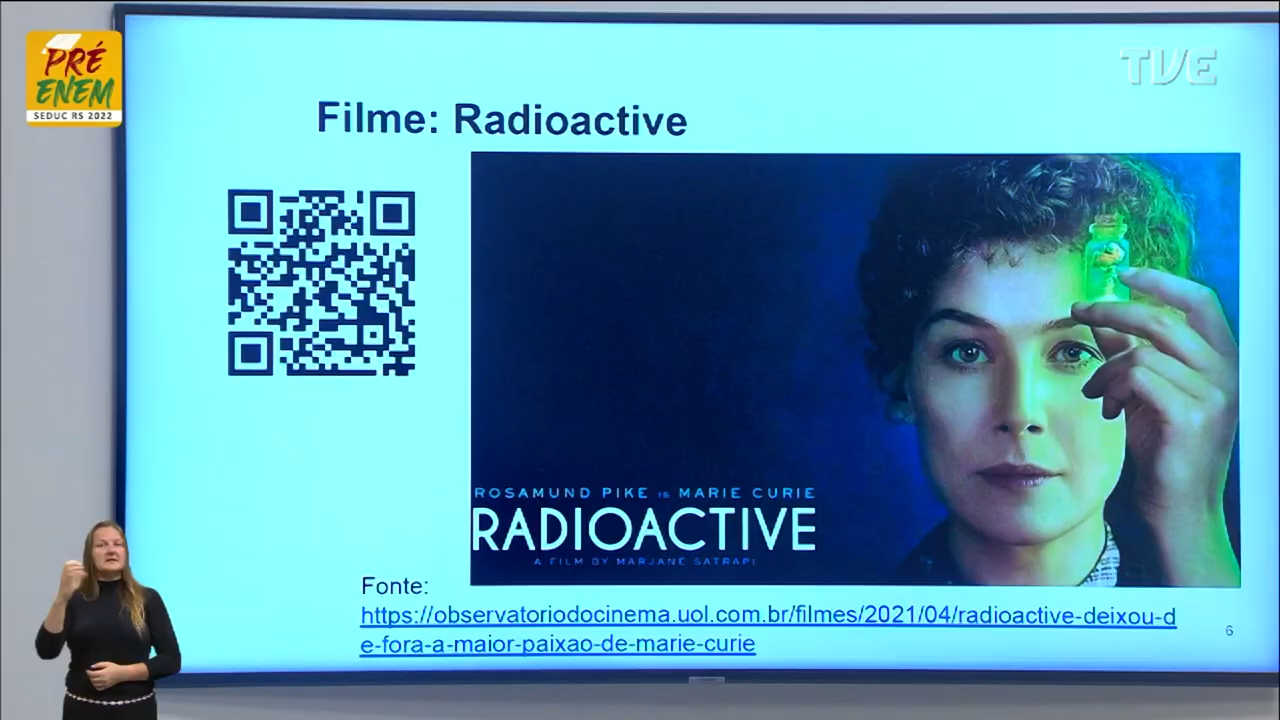 PRÉ
ENEM
SEDUC RS 2022
TVE
Filme: Radioactive
ROSAMUND PIKE IS MARIE CURIE
RADIOACTIVE
A FILM BY MARJANE SATRAPI
Fonte:
https://observatoriodocinema.uol.com.br/filmes/2021/04/radioactive-deixou-d
e-fora-a-maior-paixao-de-marie-curie
6